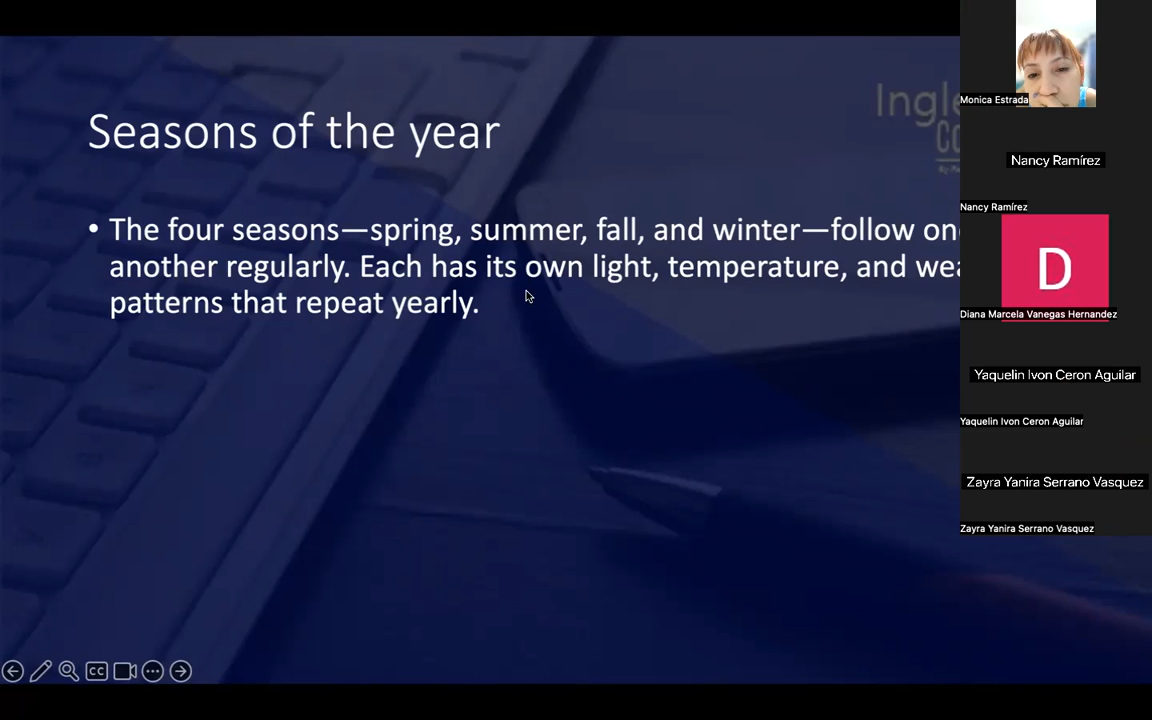 Seasons of the year
• The four seasons—spring, summer, fall, and winter—follow
another regularly. Each has its own light, temperature, and
patterns that repeat yearly.
Monica Estrada
Nancy Ramírez
Nancy Ramírez
D
Diana Marcela Vanegas Hernandez
Yaquelin Ivon Ceron Aguilar
Yaquelin Ivon Ceron Aguilar
Zayra Yanira Serrano Vasquez
Zayra Yanira Serrano Vasquez
CC